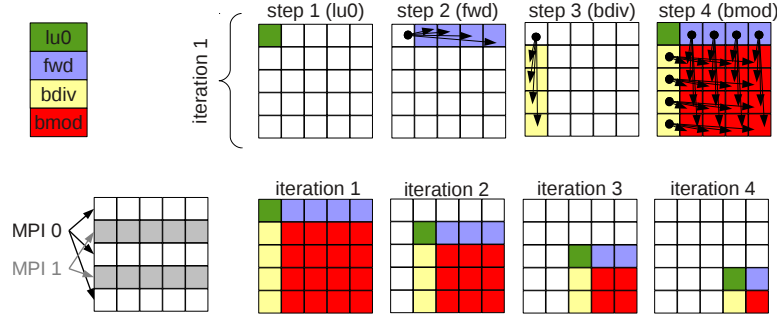 step 1 (lu0)
step 2 (fwd)
step 3 (bdiv)
step 4 (bmod)
lu0
fwd
bdiv
bmod
iteration 1
iteration 1
iteration 2
iteration 3
iteration 4
MPI 0
MPI 1